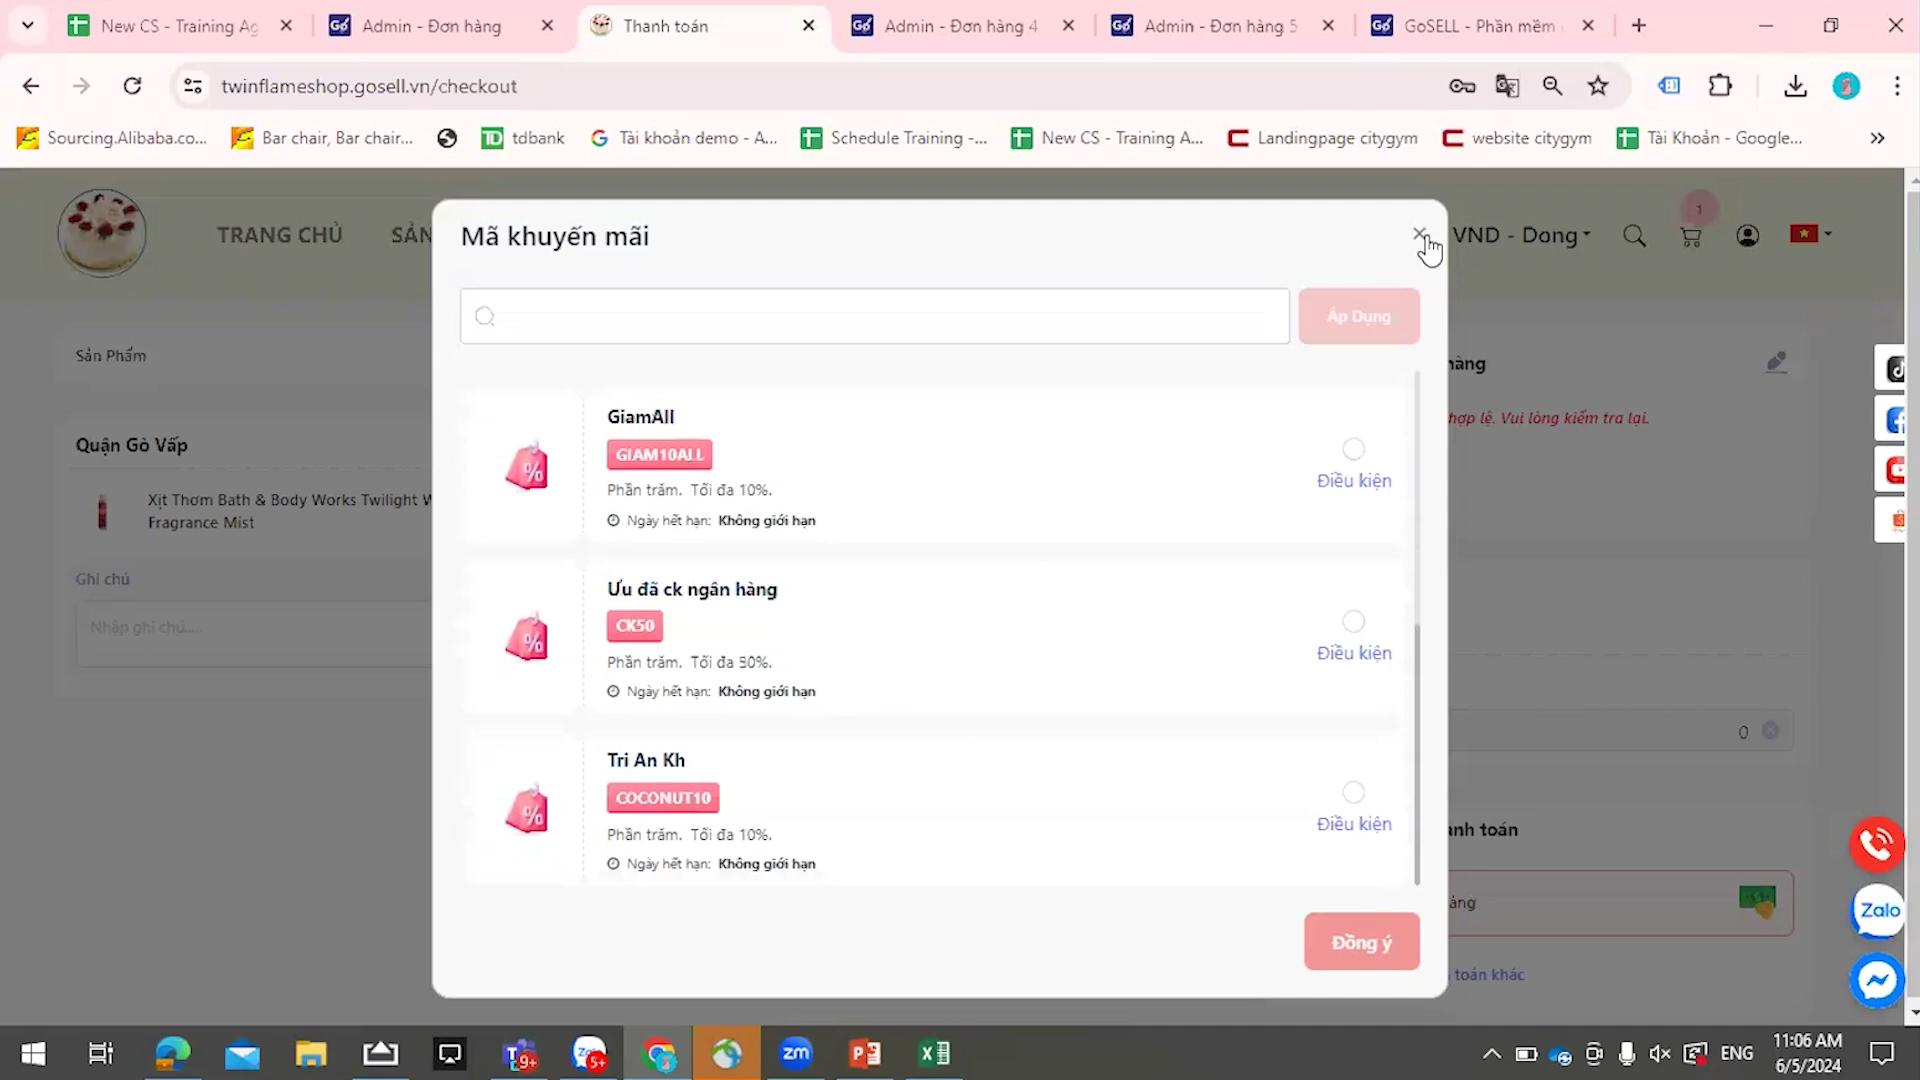 New CS - Training Ag
Admin - Đơn hàng
Thanh toán
Admin - Đơn hàng 4
Admin - Đơn hàng 5
GoSELL - Phần mềm
twinflameshop.gosell.vn/checkout
Sourcing.Alibaba.co...
Bar chair, Bar chair...
tdbank
Tài khoản demo - A...
Schedule Training -...
New CS - Training A...
Landingpage citygym
website citygym
Tài Khoản - Google...
TRANG CHỦ
SẢN
Mã khuyến mãi
VND - Dong
1
Áp Dụng
Sản Phẩm
hàng
hợp lệ. Vui lòng kiểm tra lại.
Quận Gò Vấp
Xịt Thơm Bath & Body Works Twilight W
Fragrance Mist
Ghi chú
Nhập ghi chú....
GiamAll
GIAM10ALL
Phần trăm. Tối đa 10%.
Ngày hết hạn: Không giới hạn
Điều kiện
Ưu đã ck ngân hàng
CK50
Phần trăm. Tối đa 50%.
Ngày hết hạn: Không giới hạn
Điều kiện
Tri An Kh
COCONUT10
Phần trăm. Tối đa 10%.
Ngày hết hạn: Không giới hạn
Điều kiện
0
anh toán
Zalo
Đồng ý
toán khác
9+
5+
zm
ENG
11:06 AM
6/5/2024